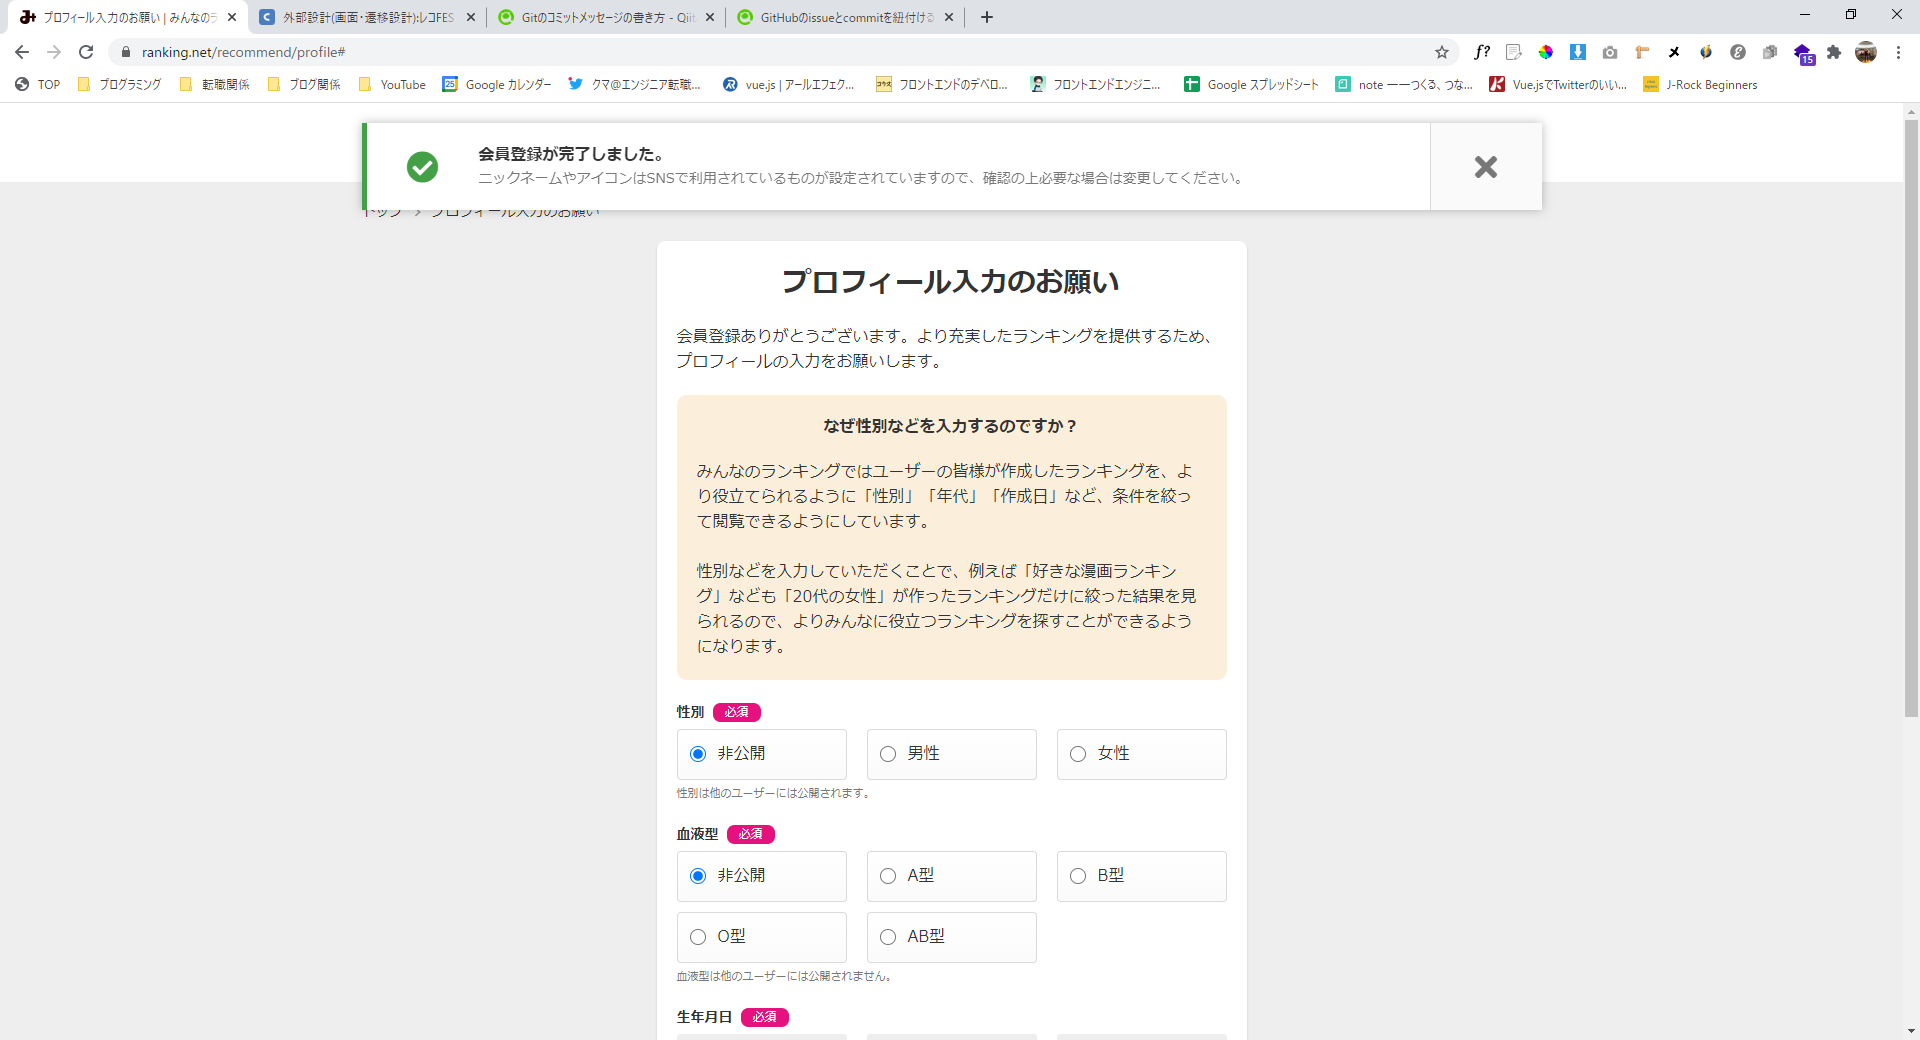 プロフィール入力のお願い | みんなのラ
外部設計(画面・遷移設計):レコFES
Gitのコミットメッセージの書き方 - Qiit
GitHubのissueとcommitを紐付ける
ranking.net/recommend/profile#
f?
15
TOP
プログラミング
転職関係
ブログ関係
YouTube
25
Google カレンダー
クマ@エンジニア転職...
vue.js | アールエフェク...
フロントエンドのデベロ...
フロントエンドエンジニ...
Google スプレッドシート
note ――つくる、つな...
Vue.jsでTwitterのいい...
J-Rock Beginners
会員登録が完了しました。
ニックネームやアイコンはSNSで利用されているものが設定されていますので、確認の上必要な場合は変更してください。
トップ > プロフィール入力のお願い
プロフィール入力のお願い
会員登録ありがとうございます。より充実したランキングを提供するため、
プロフィールの入力をお願いします。
なぜ性別などを入力するのですか？
みんなのランキングではユーザーの皆様が作成したランキングを、よ
り役立てられるように「性別」「年代」「作成日」など、条件を絞っ
て閲覧できるようにしています。
性別などを入力していただくことで、例えば「好きな漫画ランキン
グ」なども「20代の女性」が作ったランキングだけに絞った結果を見
られるので、よりみんなに役立つランキングを探すことができるよう
になります。
性別 必須
非公開
男性
女性
性別は他のユーザーには公開されます。
血液型 必須
非公開
A型
B型
O型
AB型
血液型は他のユーザーには公開されません。
生年月日 必須